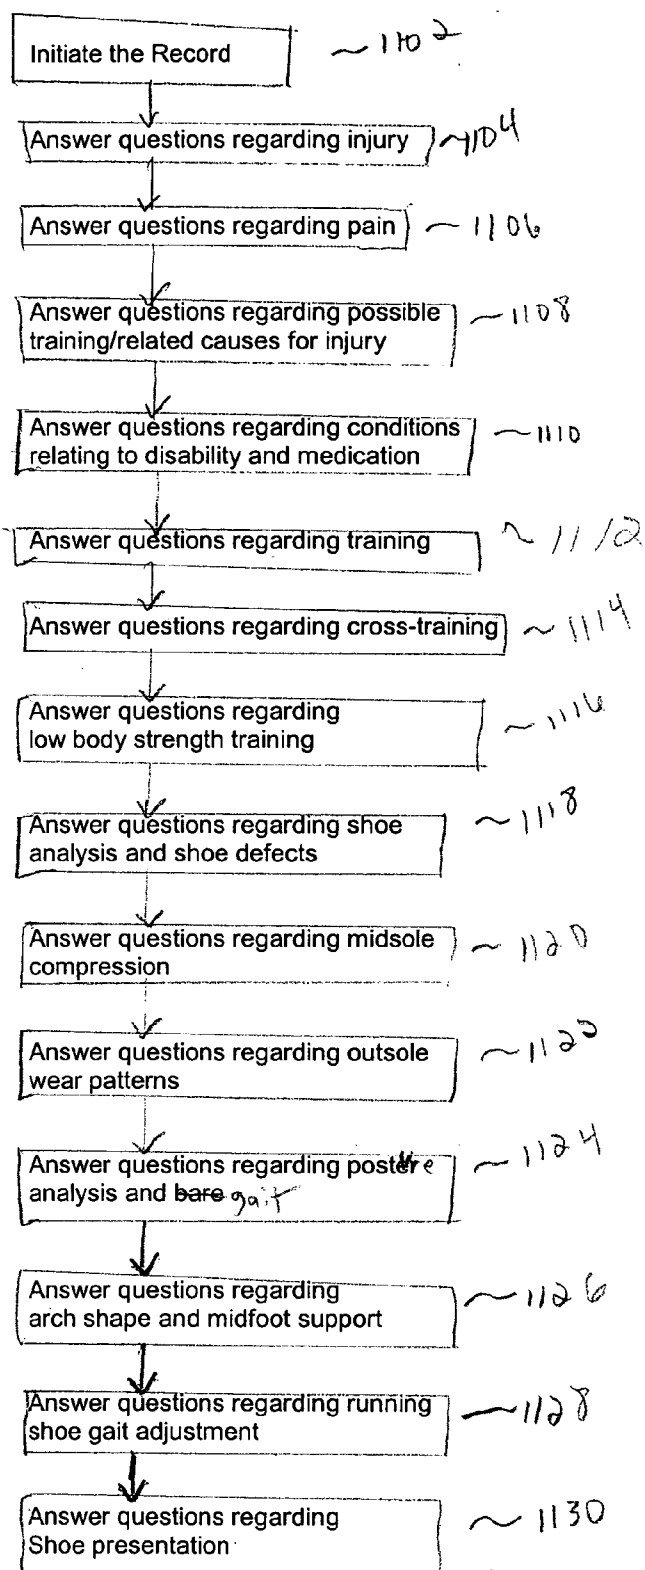 Initiate the Record ~1102
Answer questions regarding injury ~1104
Answer questions regarding pain ~1106
Answer questions regarding possible ~1108
training/related causes for injury
Answer questions regarding conditions ~1110
relating to disability and medication
Answer questions regarding training ~1112
Answer questions regarding cross-training ~1114
Answer questions regarding ~1116
low body strength training
Answer questions regarding shoe ~1118
analysis and shoe defects
Answer questions regarding midsole ~1120
compression
Answer questions regarding outsole ~1122
wear patterns
Answer questions regarding posture ~1124
analysis and bare gait
Answer questions regarding ~1126
arch shape and midfoot support
Answer questions regarding running ~1128
shoe gait adjustment
Answer questions regarding ~1130
Shoe presentation